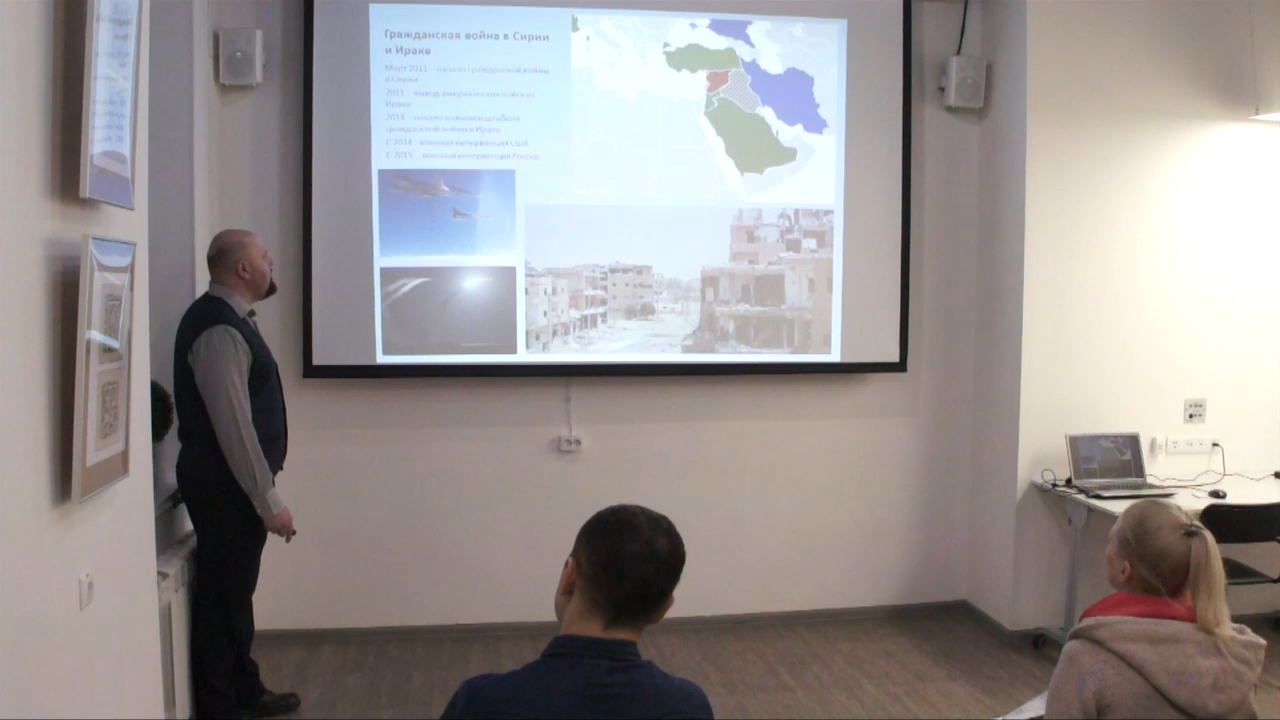 Гражданская война в Сирии
и Ираке
Март 2011 – начало гражданской войны
в Сирии
2011 – вывод американских войск из
Ирака
2014 – начало полномасштабной
гражданской войны в Ираке
С 2014 - военная интервенция США
С 2015 - военная интервенция России